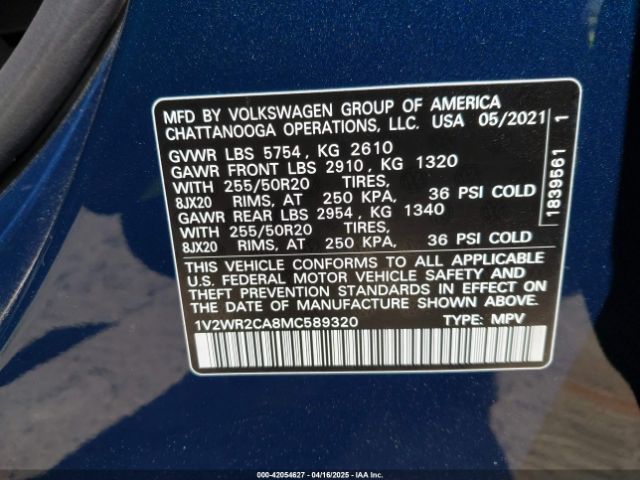 MFD BY VOLKSWAGEN GROUP OF AMERICA
CHATTANOOGA OPERATIONS, LLC. USA 05/2021
GVWR LBS 5754 , KG 2610
GAWR FRONT LBS 2910 , KG 1320
WITH 255/50R20 TIRES,
8JX20 RIMS, AT 250 KPA, 36 PSI COLD
GAWR REAR LBS 2954 , KG 1340
WITH 255/50R20 TIRES,
8JX20 RIMS, AT 250 KPA, 36 PSI COLD
THIS VEHICLE CONFORMS TO ALL APPLICABLE
U.S. FEDERAL MOTOR VEHICLE SAFETY AND
THEFT PREVENTION STANDARDS IN EFFECT ON
THE DATE OF MANUFACTURE SHOWN ABOVE.
1V2WR2CA8MC589320 TYPE: MPV
1839561 1
000-42054627 - 04/16/2025 - IAA Inc.